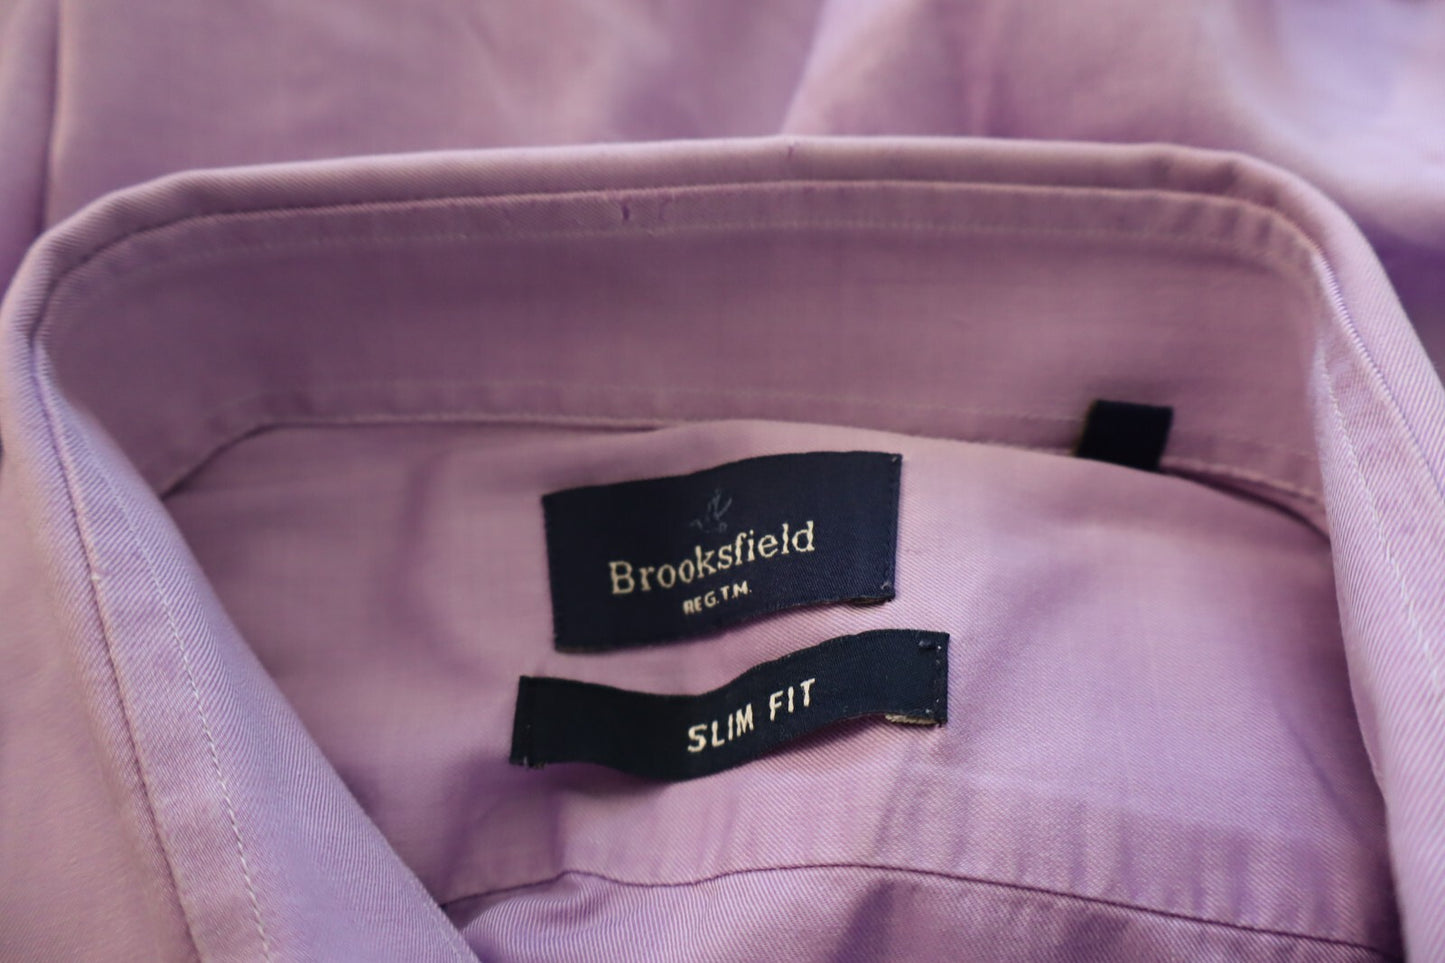 Brooksfield
REG.T.M.
SLIM FIT